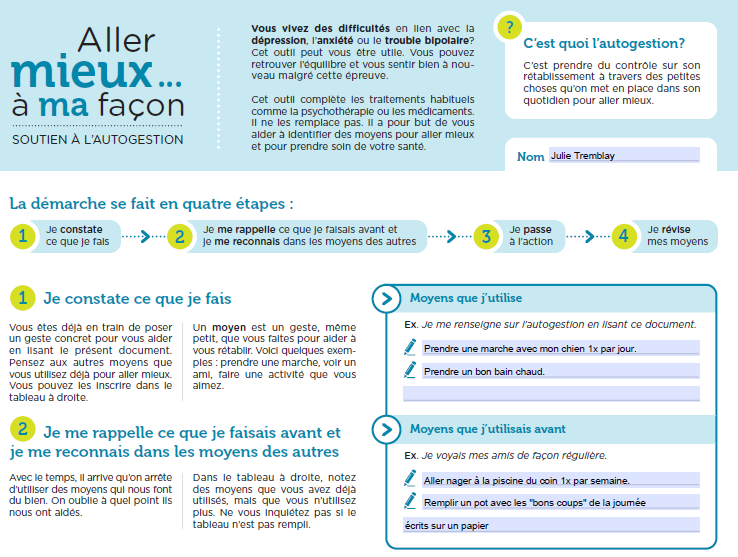 Aller
mieux...
à ma façon
SOUTIEN À L'AUTOGESTION
Vous vivez des difficultés en lien avec la
dépression, l'anxiété ou le trouble bipolaire?
Cet outil peut vous être utile. Vous pouvez
retrouver l'équilibre et vous sentir bien à nou-
veau malgré cette épreuve.
Cet outil complète les traitements habituels
comme la psychothérapie ou les médicaments.
Il ne les remplace pas. Il a pour but de vous
aider à identifier des moyens pour aller mieux
et pour prendre soin de votre santé.
?
C'est quoi l'autogestion?
C'est prendre du contrôle sur son
rétablissement à travers des petites
choses qu'on met en place dans son
quotidien pour aller mieux.
Nom Julie Tremblay
La démarche se fait en quatre étapes :
1 Je constate
ce que je fais
2 Je me rappelle ce que je faisais avant et
je me reconnais dans les moyens des autres
3 Je passe
à l'action
4 Je révise
mes moyens
1 Je constate ce que je fais
Vous êtes déjà en train de poser
un geste concret pour vous aider
en lisant le présent document.
Pensez aux autres moyens que
vous utilisez déjà pour aller mieux.
Vous pouvez les inscrire dans le
tableau à droite.
Un moyen est un geste, même
petit, que vous faites pour aider à
vous rétablir. Voici quelques exem-
ples : prendre une marche, voir un
ami, faire une activité que vous
aimez.
Moyens que j'utilise
Ex. Je me renseigne sur l'autogestion en lisant ce document.
Prendre une marche avec mon chien 1x par jour.
Prendre un bon bain chaud.
2 Je me rappelle ce que je faisais avant et
je me reconnais dans les moyens des autres
Avec le temps, il arrive qu'on arrête
d'utiliser des moyens qui nous font
du bien. On oublie à quel point ils
nous ont aidés.
Dans le tableau à droite, notez
des moyens que vous avez déjà
utilisés, mais que vous n'utilisez
plus. Ne vous inquiétez pas si le
tableau n'est pas rempli.
Moyens que j'utilisais avant
Ex. Je voyais mes amis de façon régulière.
Aller nager à la piscine du coin 1x par semaine.
Remplir un pot avec les "bons coups" de la journée
écrits sur un papier